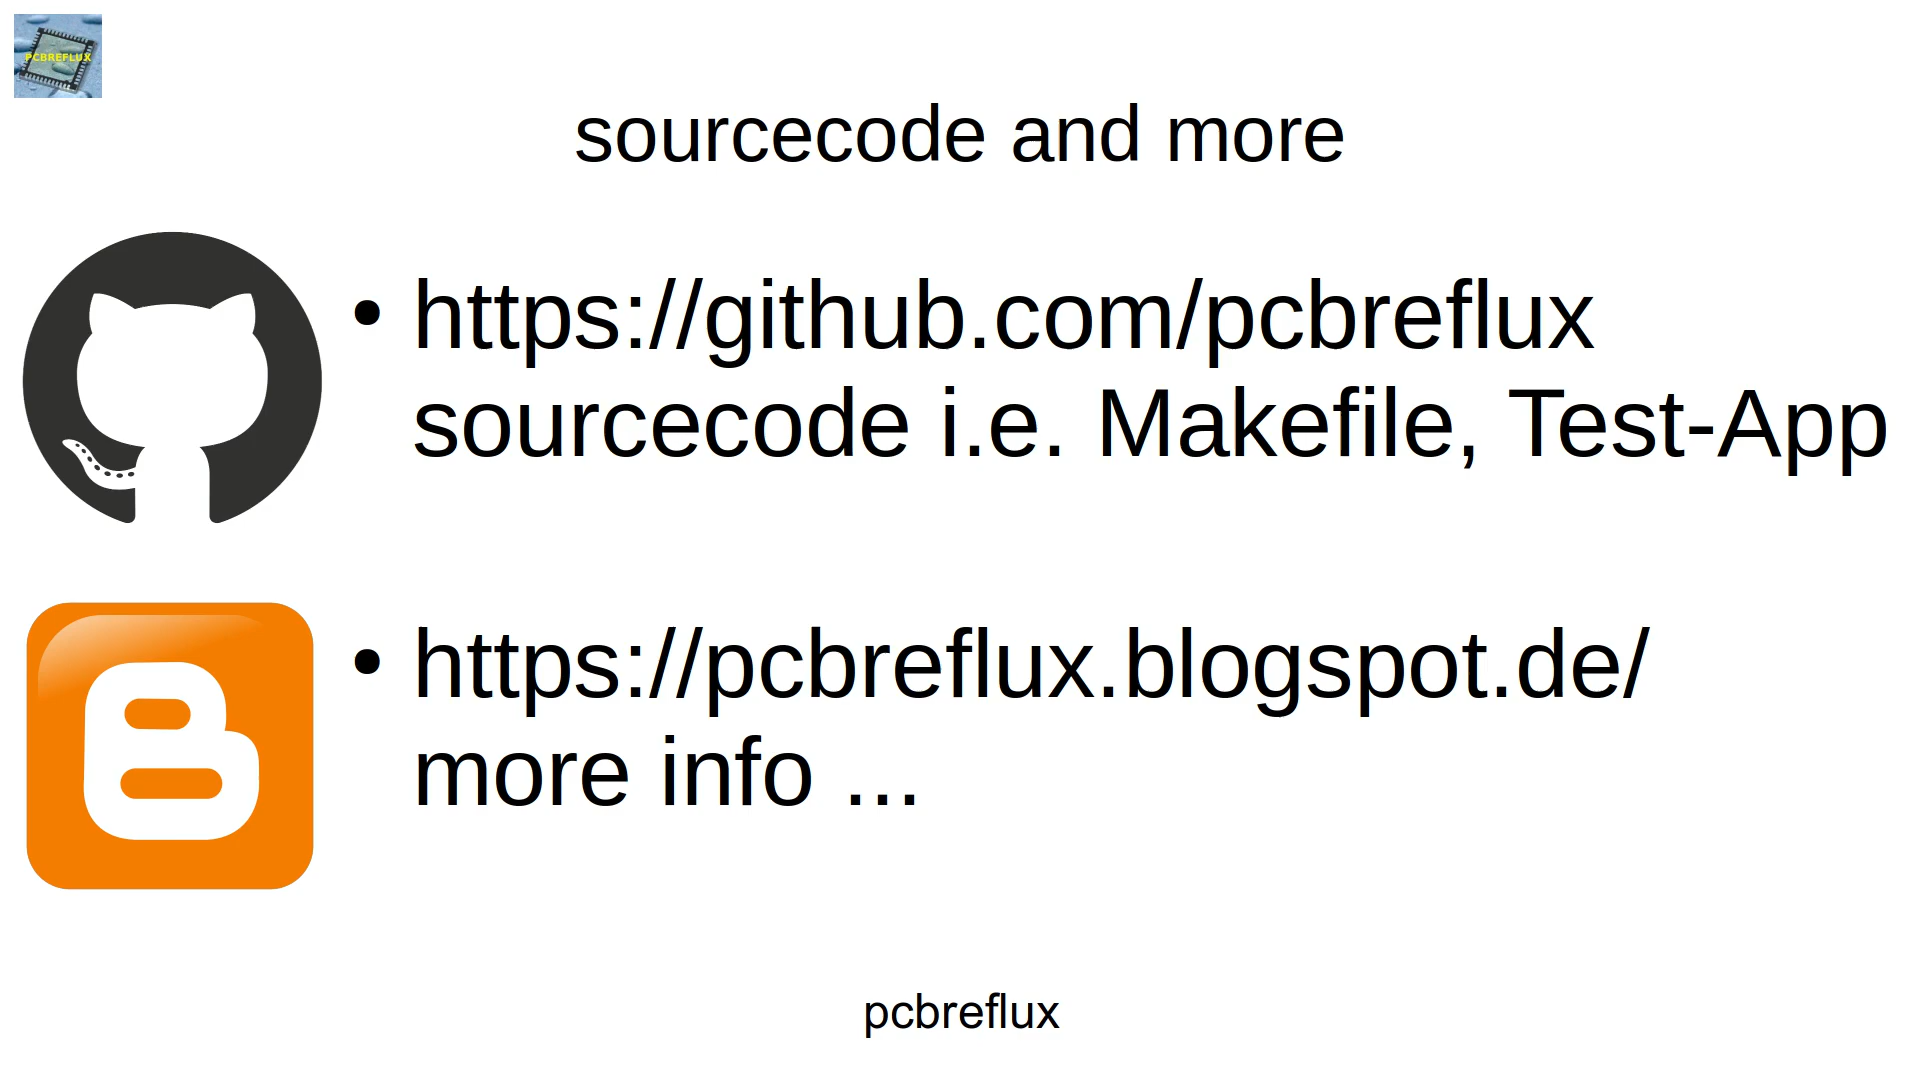 PCBREFLUX
sourcecode and more
• https://github.com/pcbreflux
sourcecode i.e. Makefile, Test-App
• https://pcbreflux.blogspot.de/
more info ...
pcbreflux